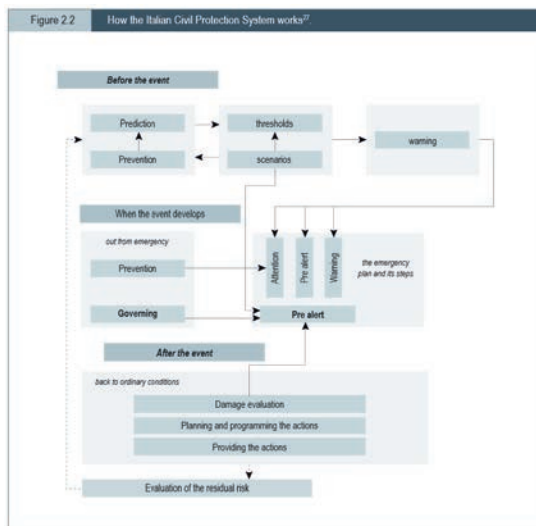 Figure 2.2 How the Italian Civil Protection System works27.
Before the event
Prediction
thresholds
warning
Prevention
scenarios
When the event develops
out from emergency
Attention
Pre alert
Warning
the emergency
plan and its steps
Prevention
Governing
Pre alert
After the event
back to ordinary conditions
Damage evaluation
Planning and programming the actions
Providing the actions
Evaluation of the residual risk